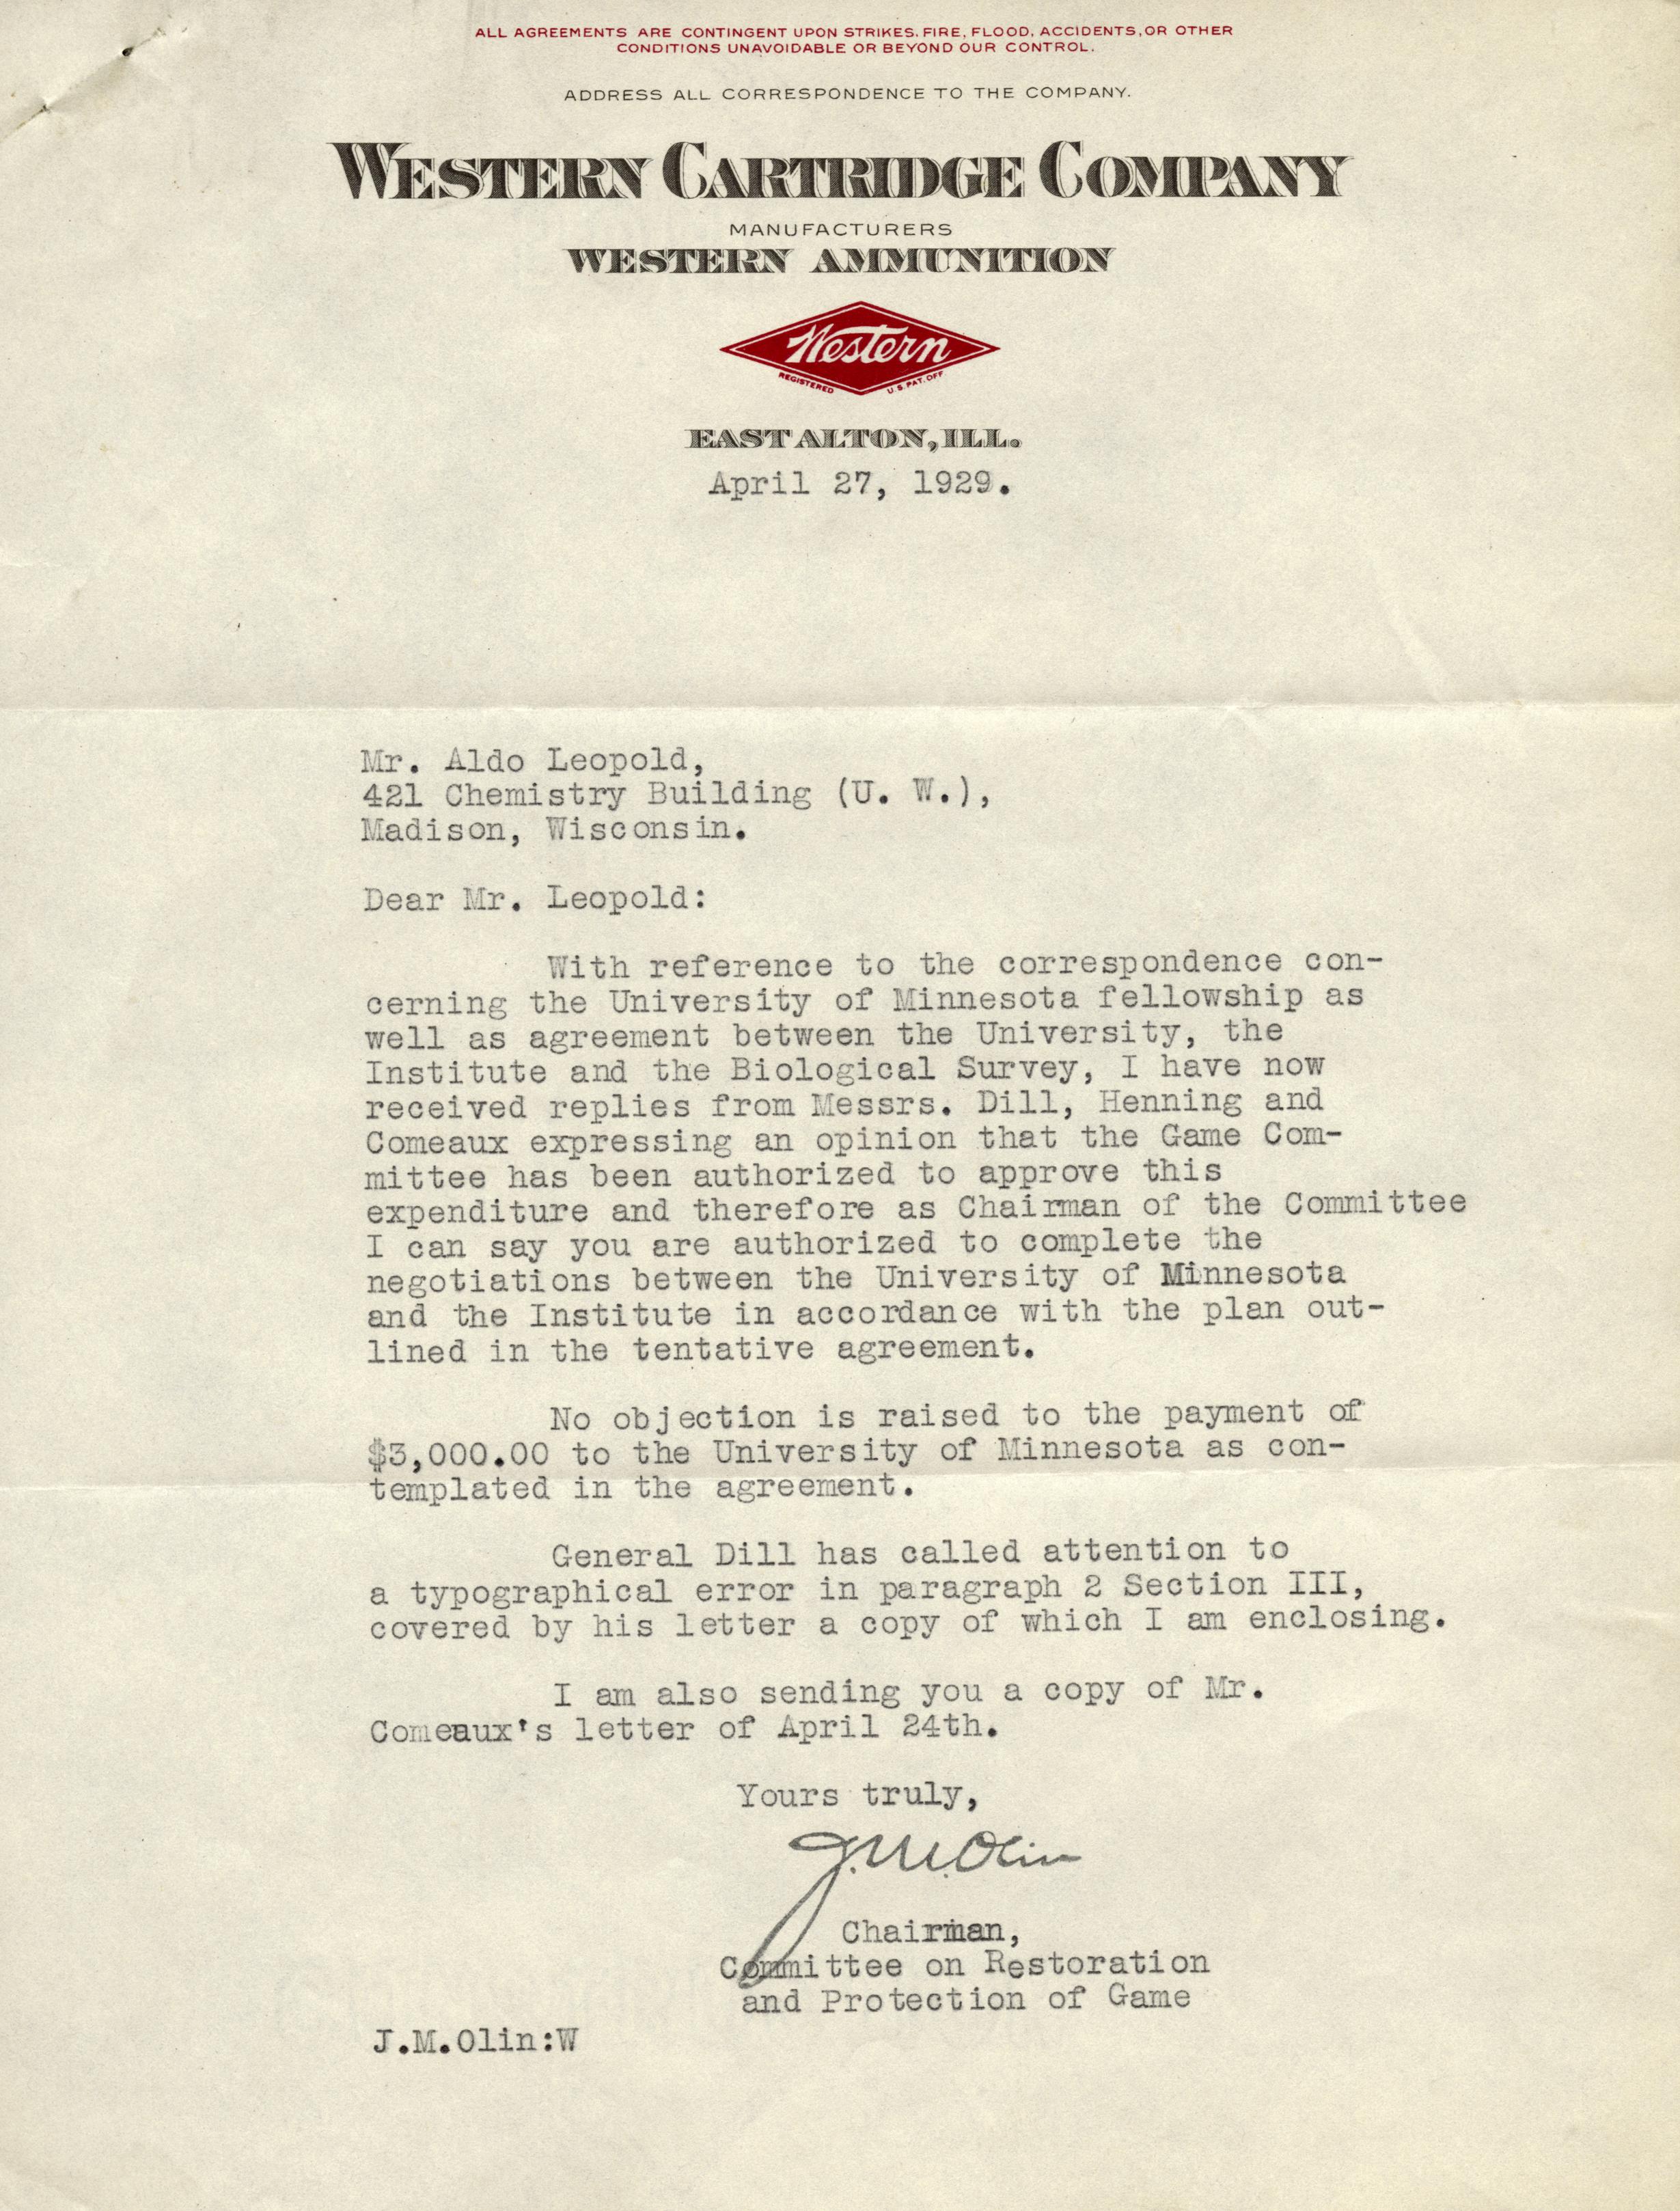 ALL AGREEMENTS ARE CONTINGENT UPON STRIKES, FIRE, FLOOD, ACCIDENTS, OR OTHER
CONDITIONS UNAVOIDABLE OR BEYOND OUR CONTROL.
ADDRESS ALL CORRESPONDENCE TO THE COMPANY.
WESTERN CARTRIDGE COMPANY
MANUFACTURERS
WESTERN AMMUNITION
Western
REGISTERED U.S. PAT. OFF
EAST ALTON, ILL.
April 27, 1929.
Mr. Aldo Leopold,
421 Chemistry Building (U. W.),
Madison, Wisconsin.
Dear Mr. Leopold:
With reference to the correspondence con-
cerning the University of Minnesota fellowship as
well as agreement between the University, the
Institute and the Biological Survey, I have now
received replies from Messrs. Dill, Henning and
Comeaux expressing an opinion that the Game Com-
mittee has been authorized to approve this
expenditure and therefore as Chairman of the Committee
I can say you are authorized to complete the
negotiations between the University of Minnesota
and the Institute in accordance with the plan out-
lined in the tentative agreement.
No objection is raised to the payment of
$3,000.00 to the University of Minnesota as con-
templated in the agreement.
General Dill has called attention to
a typographical error in paragraph 2 Section III,
covered by his letter a copy of which I am enclosing.
I am also sending you a copy of Mr.
Comeaux's letter of April 24th.
Yours truly,
J. M. Olin
Chairman,
Committee on Restoration
and Protection of Game
J.M.Olin:W